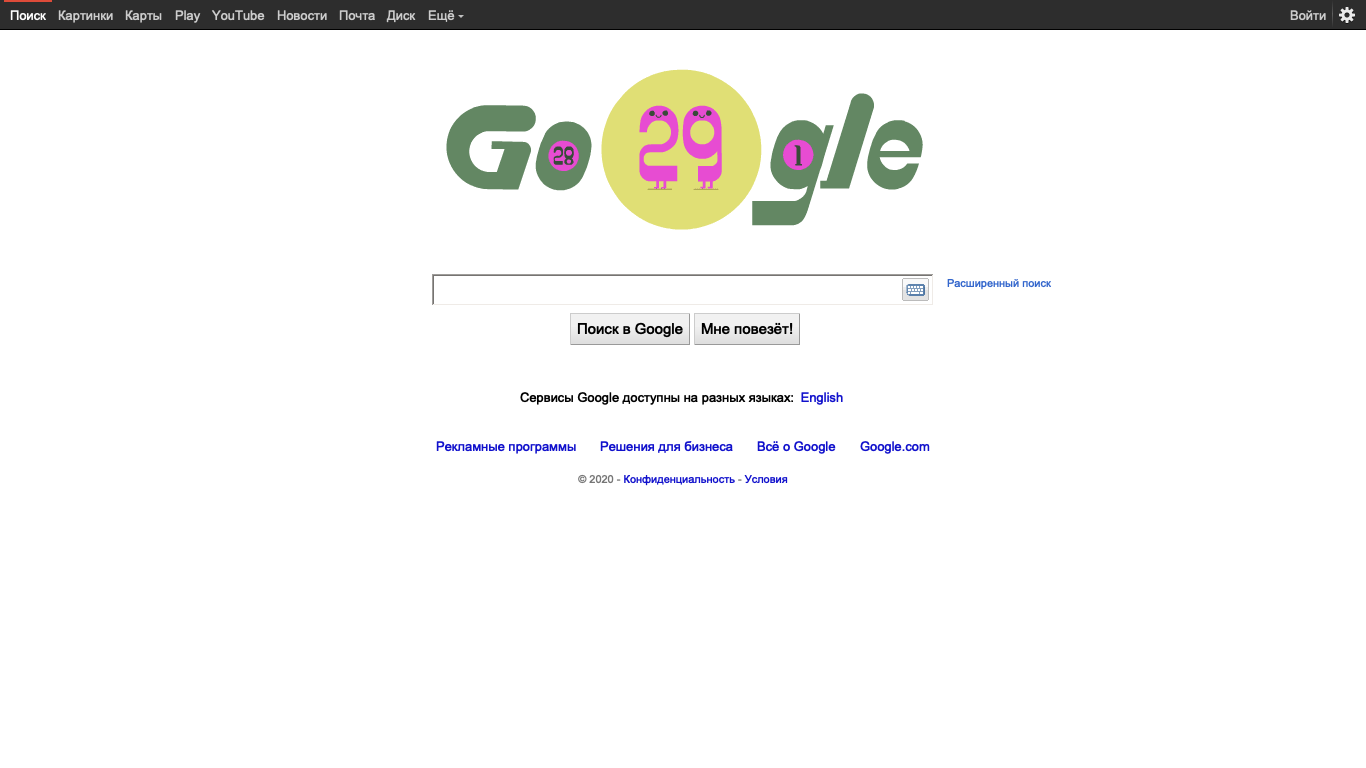 Поиск Картинки Карты Play YouTube Новости Почта Диск Ещё Войти
Google
28 29 1
Расширенный поиск
Поиск в Google Мне повезёт!
Сервисы Google доступны на разных языках: English
Рекламные программы Решения для бизнеса Всё о Google Google.com
© 2020 - Конфиденциальность - Условия